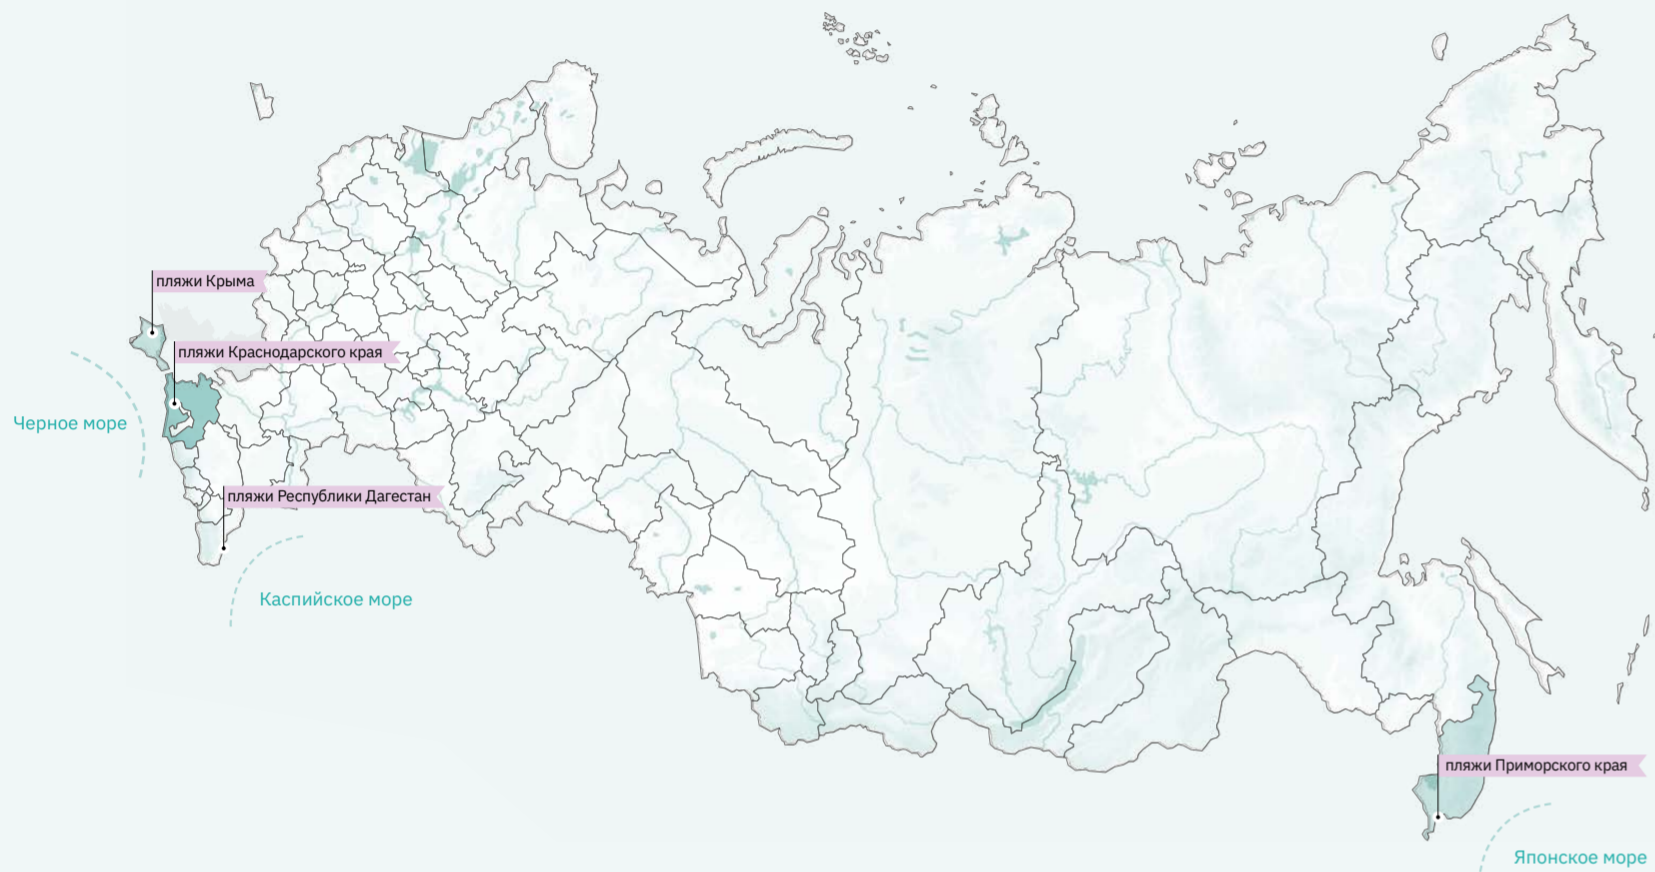 пляжи Крыма
пляжи Краснодарского края
Черное море
пляжи Республики Дагестан
Каспийское море
пляжи Приморского края
Японское море